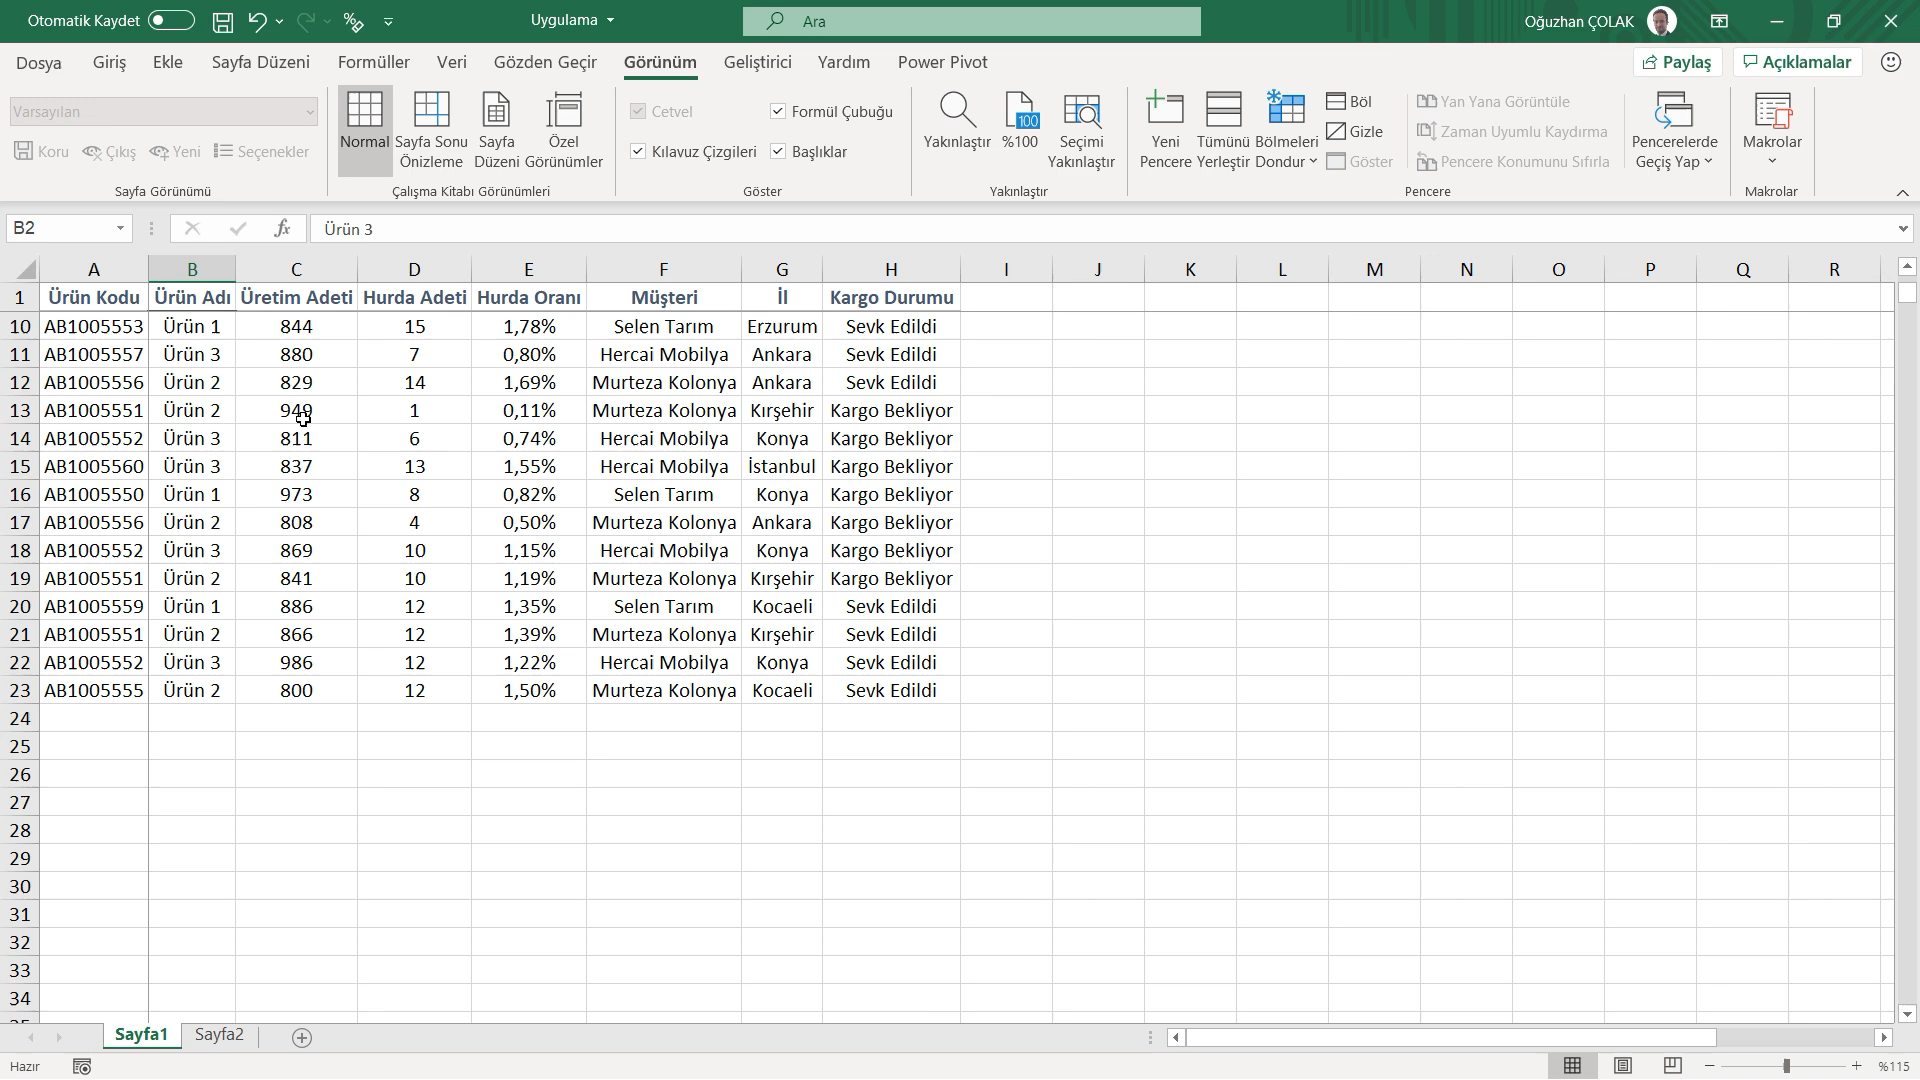 Otomatik Kaydet Uygulama Ara Oğuzhan ÇOLAK
Dosya Giriş Ekle Sayfa Düzeni Formüller Veri Gözden Geçir Görünüm Geliştirici Yardım Power Pivot Paylaş Açıklamalar
Varsayılan
Koru Çıkış Yeni Seçenekler
Sayfa Görünümü
Normal
Sayfa Sonu
Önizleme
Sayfa
Düzeni
Özel
Görünümler
Çalışma Kitabı Görünümleri
Cetvel Formül Çubuğu
Kılavuz Çizgileri Başlıklar
Göster
Yakınlaştır
100
%100
Seçimi
Yakınlaştır
Yakınlaştır
Yeni
Pencere
Tümünü
Yerleştir
Bölmeleri
Dondur
Böl
Gizle
Göster
Yan Yana Görüntüle
Zaman Uyumlu Kaydırma
Pencere Konumunu Sıfırla
Pencerelerde
Geçiş Yap
Pencere
Makrolar
Makrolar
B2 fx Ürün 3
A B C D E F G H I J K L M N O P Q R
1 Ürün Kodu Ürün Adı Üretim Adeti Hurda Adeti Hurda Oranı Müşteri İl Kargo Durumu
10 AB1005553 Ürün 1 844 15 1,78% Selen Tarım Erzurum Sevk Edildi
11 AB1005557 Ürün 3 880 7 0,80% Hercai Mobilya Ankara Sevk Edildi
12 AB1005556 Ürün 2 829 14 1,69% Murteza Kolonya Ankara Sevk Edildi
13 AB1005551 Ürün 2 949 1 0,11% Murteza Kolonya Kırşehir Kargo Bekliyor
14 AB1005552 Ürün 3 811 6 0,74% Hercai Mobilya Konya Kargo Bekliyor
15 AB1005560 Ürün 3 837 13 1,55% Hercai Mobilya İstanbul Kargo Bekliyor
16 AB1005550 Ürün 1 973 8 0,82% Selen Tarım Konya Kargo Bekliyor
17 AB1005556 Ürün 2 808 4 0,50% Murteza Kolonya Ankara Kargo Bekliyor
18 AB1005552 Ürün 3 869 10 1,15% Hercai Mobilya Konya Kargo Bekliyor
19 AB1005551 Ürün 2 841 10 1,19% Murteza Kolonya Kırşehir Kargo Bekliyor
20 AB1005559 Ürün 1 886 12 1,35% Selen Tarım Kocaeli Sevk Edildi
21 AB1005551 Ürün 2 866 12 1,39% Murteza Kolonya Kırşehir Sevk Edildi
22 AB1005552 Ürün 3 986 12 1,22% Hercai Mobilya Konya Sevk Edildi
23 AB1005555 Ürün 2 800 12 1,50% Murteza Kolonya Kocaeli Sevk Edildi
24
25
26
27
28
29
30
31
32
33
34
Sayfa1 Sayfa2
Hazır %115